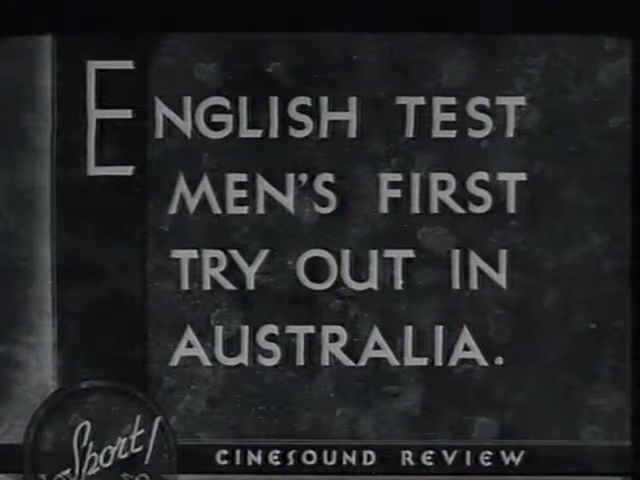 ENGLISH TEST
MEN'S FIRST
TRY OUT IN
AUSTRALIA.
Sport!
CINESOUND REVIEW